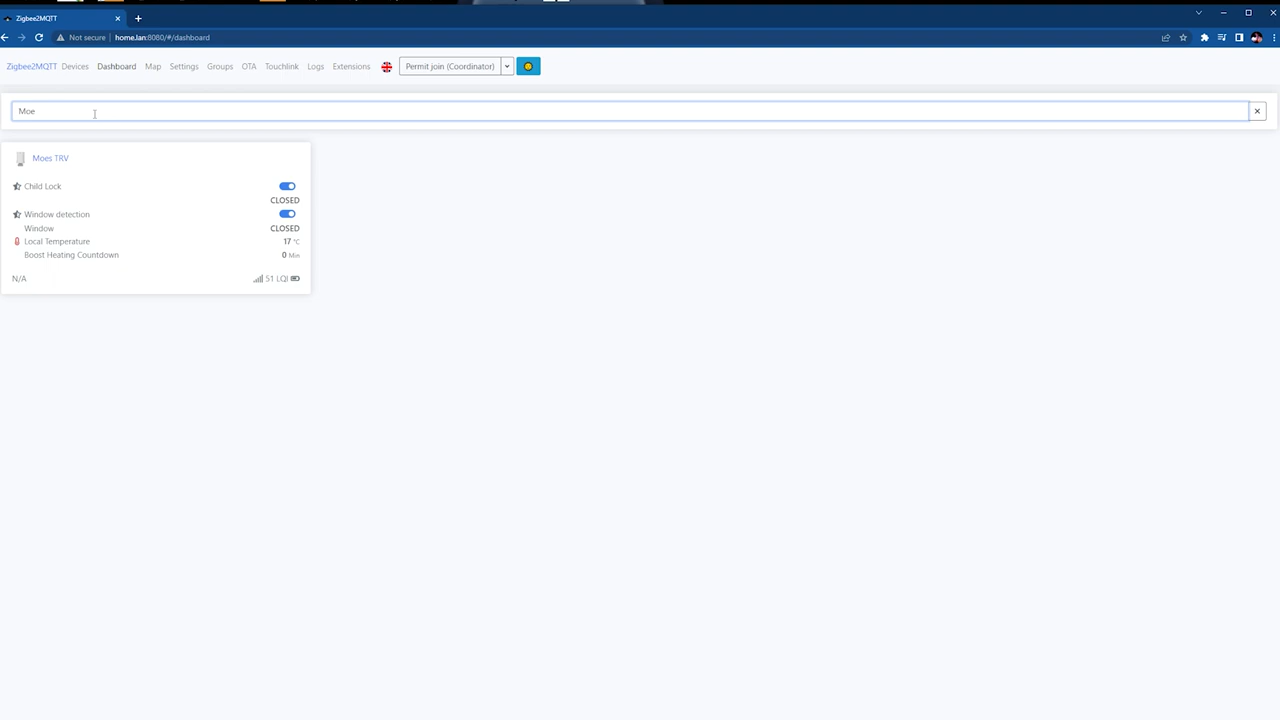 Zigbee2MQTT
Not secure home.lan:8080/#/dashboard
Zigbee2MQTT Devices Dashboard Map Settings Groups OTA Touchlink Logs Extensions Permit join (Coordinator)
Moe
Moes TRV
Child Lock
CLOSED
Window detection
Window CLOSED
Local Temperature 17 °C
Boost Heating Countdown 0 Min
N/A 51 LQI